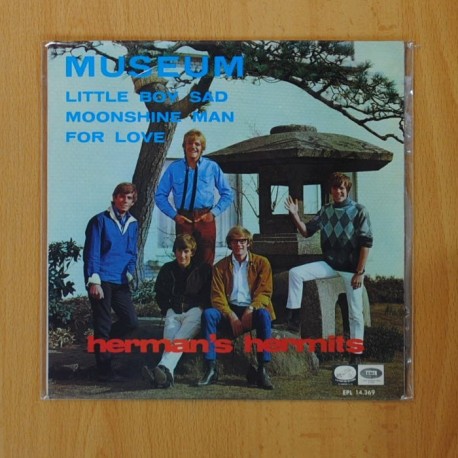 MUSEUM
LITTLE BOY SAD
MOONSHINE MAN
FOR LOVE
herman's hermits
EPL 14.369